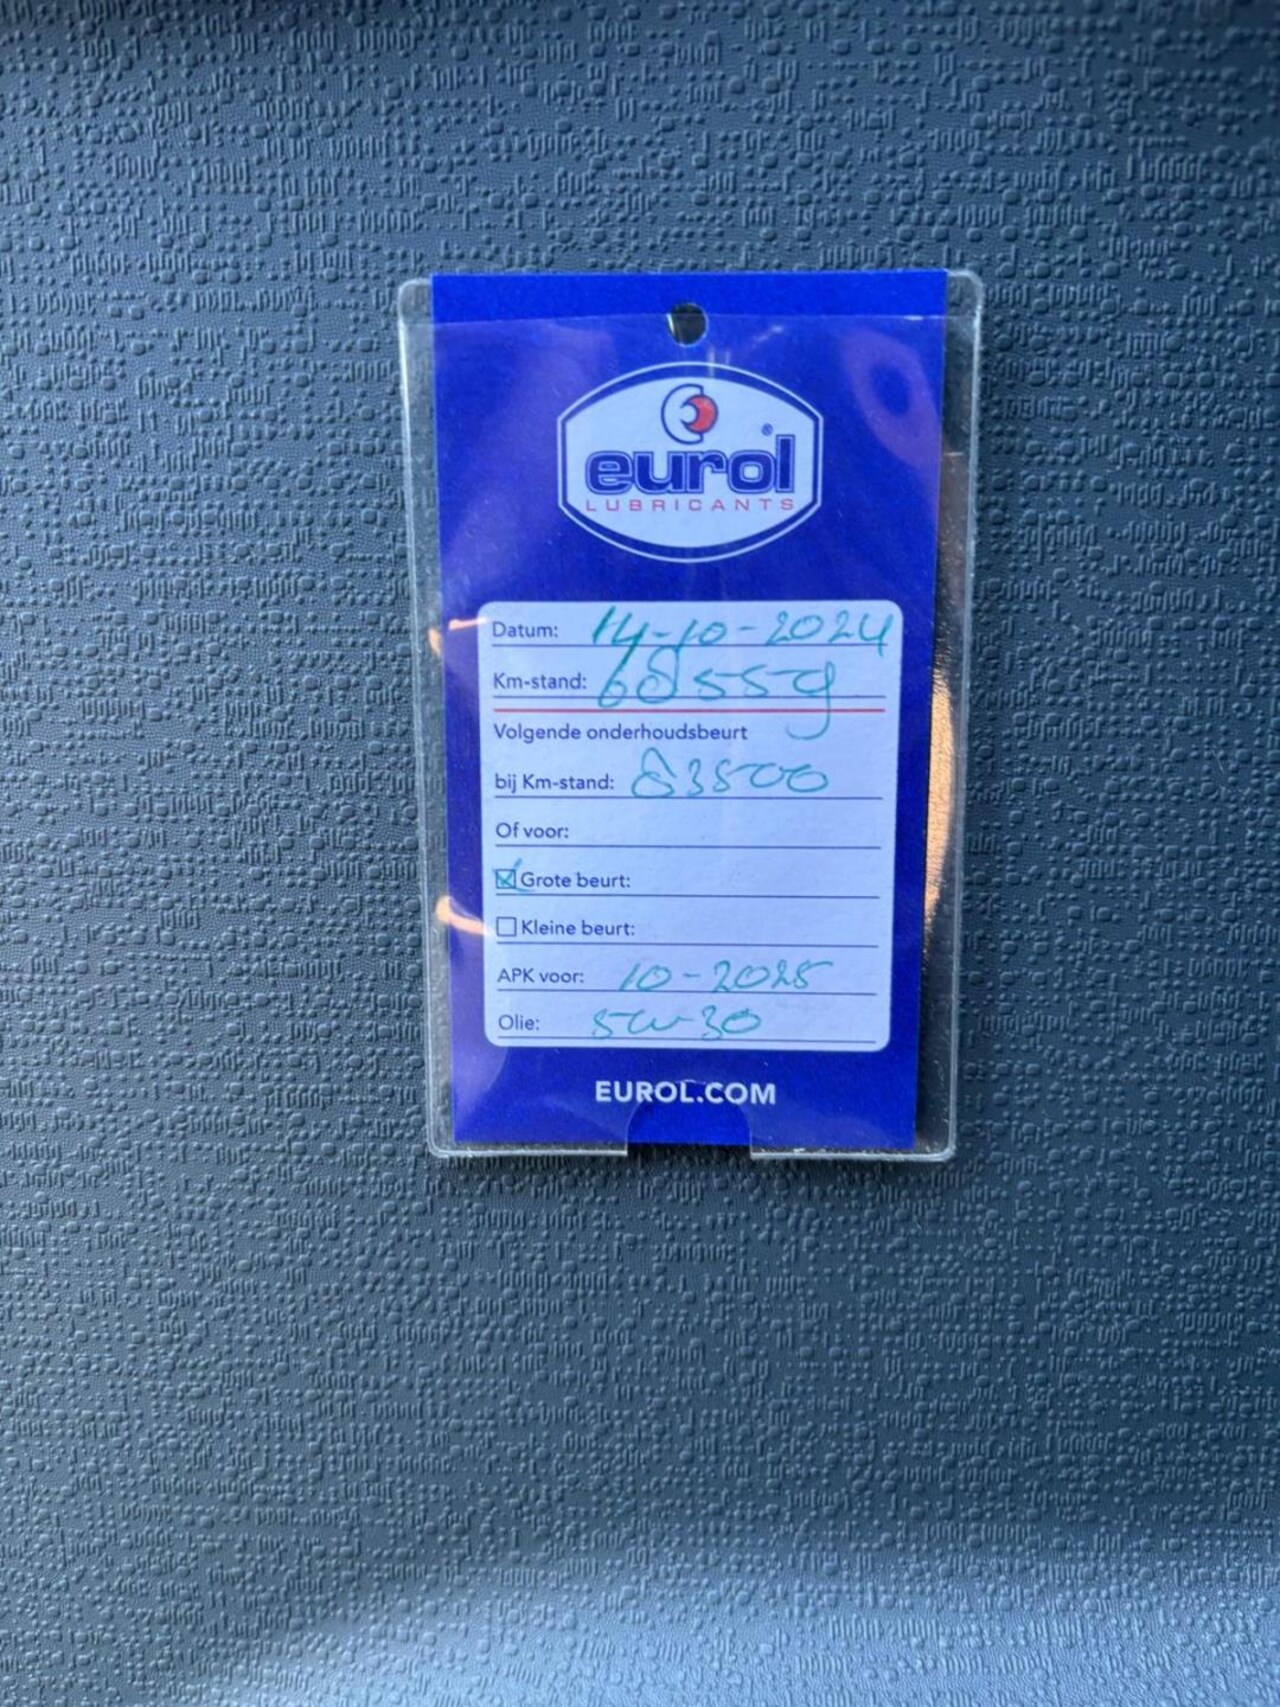 eurol®
LUBRICANTS
Datum: 14-10-2024
Km-stand: 68559
Volgende onderhoudsbeurt
bij Km-stand: 83500
Of voor:
Grote beurt:
Kleine beurt:
APK voor: 10-2025
Olie: 5w-30
EUROL.COM